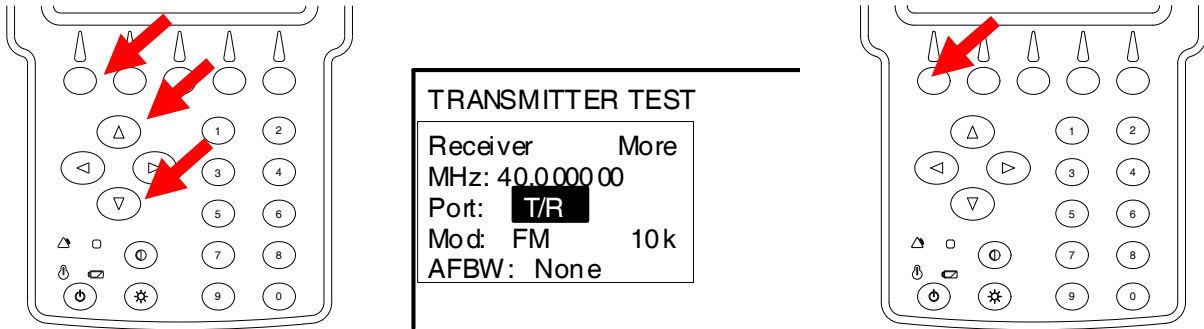 1 2
3 4
5 6
7 8
9 0
TRANSMITTER TEST
Receiver More
MHz: 40.000000
Port: T/R
Mod: FM 10k
AFBW: None
1 2
3 4
5 6
7 8
9 0